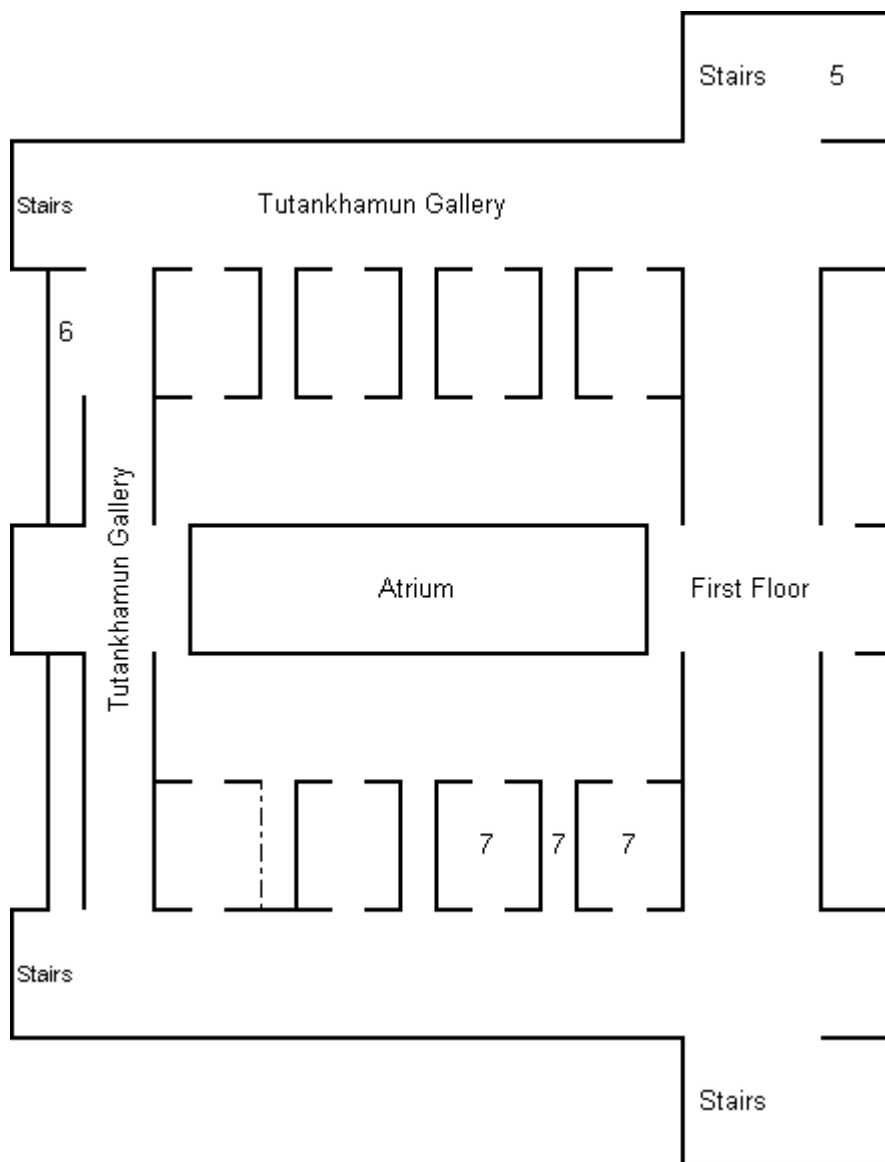 Stairs 5
Stairs
Tutankhamun Gallery
6
Tutankhamun Gallery
Atrium
First Floor
7 7 7
Stairs
Stairs